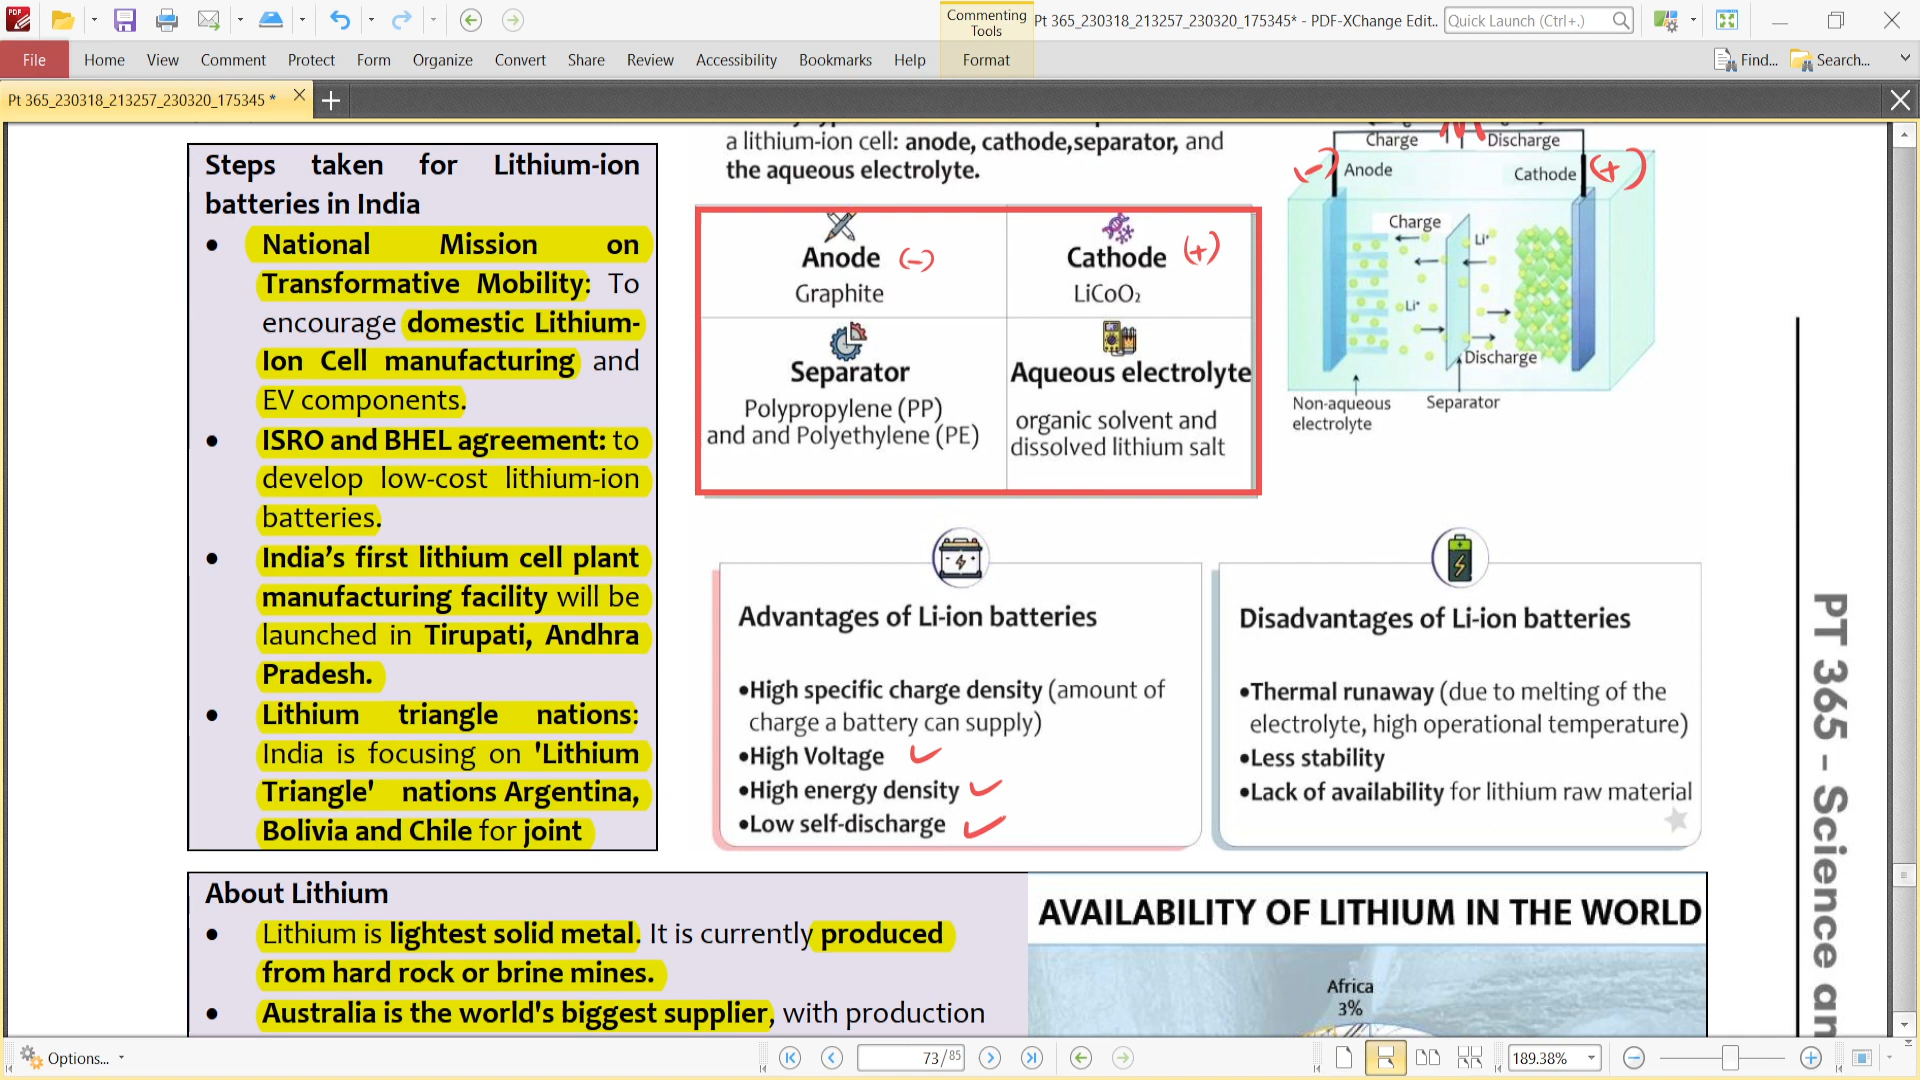 Commenting Tools
Pt 365_230318_213257_230320_175345* - PDF-XChange Edit..
Quick Launch (Ctrl+.)
File Home View Comment Protect Form Organize Convert Share Review Accessibility Bookmarks Help Format
Find... Search...
Pt 365_230318_213257_230320_175345 *
Steps taken for Lithium-ion
batteries in India
• National Mission on
Transformative Mobility: To
encourage domestic Lithium-
Ion Cell manufacturing and
EV components.
• ISRO and BHEL agreement: to
develop low-cost lithium-ion
batteries.
• India's first lithium cell plant
manufacturing facility will be
launched in Tirupati, Andhra
Pradesh.
• Lithium triangle nations:
India is focusing on 'Lithium
Triangle' nations Argentina,
Bolivia and Chile for joint
a lithium-ion cell: anode, cathode,separator, and
the aqueous electrolyte.
Anode (-)
Graphite
Cathode (+)
LiCoO₂
Separator
Polypropylene (PP)
and and Polyethylene (PE)
Aqueous electrolyte
organic solvent and
dissolved lithium salt
Charge Discharge
(-) Anode Cathode (+)
Charge
Li⁺
Li⁺
Discharge
Non-aqueous
electrolyte
Separator
Advantages of Li-ion batteries
•High specific charge density (amount of
charge a battery can supply)
•High Voltage
•High energy density
•Low self-discharge
Disadvantages of Li-ion batteries
•Thermal runaway (due to melting of the
electrolyte, high operational temperature)
•Less stability
•Lack of availability for lithium raw material
PT 365 - Science an
About Lithium
• Lithium is lightest solid metal. It is currently produced
from hard rock or brine mines.
• Australia is the world's biggest supplier, with production
AVAILABILITY OF LITHIUM IN THE WORLD
Africa
3%
Options...
73/85
189.38%